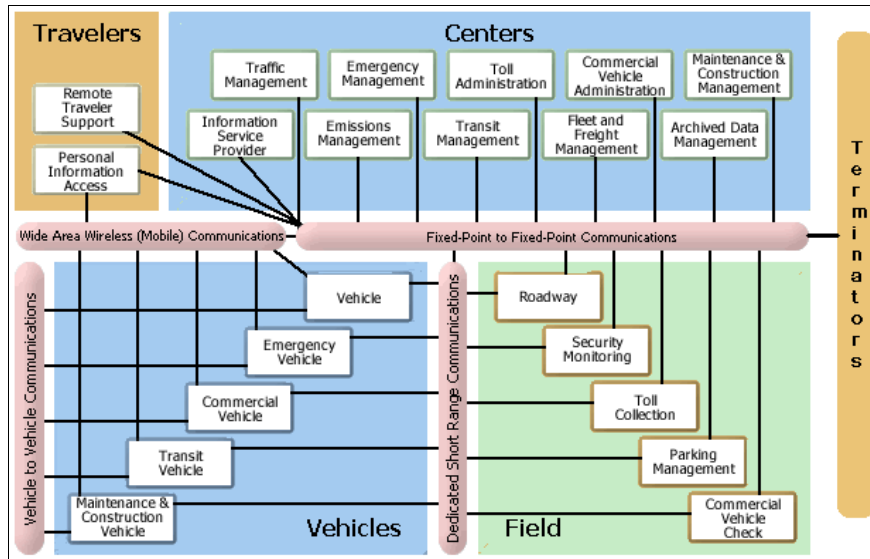 Travelers
Centers
Remote
Traveler
Support
Personal
Information
Access
Traffic
Management
Emergency
Management
Toll
Administration
Commercial
Vehicle
Administration
Maintenance &
Construction
Management
Information
Service
Provider
Emissions
Management
Transit
Management
Fleet and
Freight
Management
Archived Data
Management
Terminators
Wide Area Wireless (Mobile) Communications
Fixed-Point to Fixed-Point Communications
Vehicle to Vehicle Communications
Vehicle
Emergency
Vehicle
Commercial
Vehicle
Transit
Vehicle
Maintenance &
Construction
Vehicle
Vehicles
Dedicated Short Range Communications
Roadway
Security
Monitoring
Toll
Collection
Parking
Management
Commercial
Vehicle
Check
Field